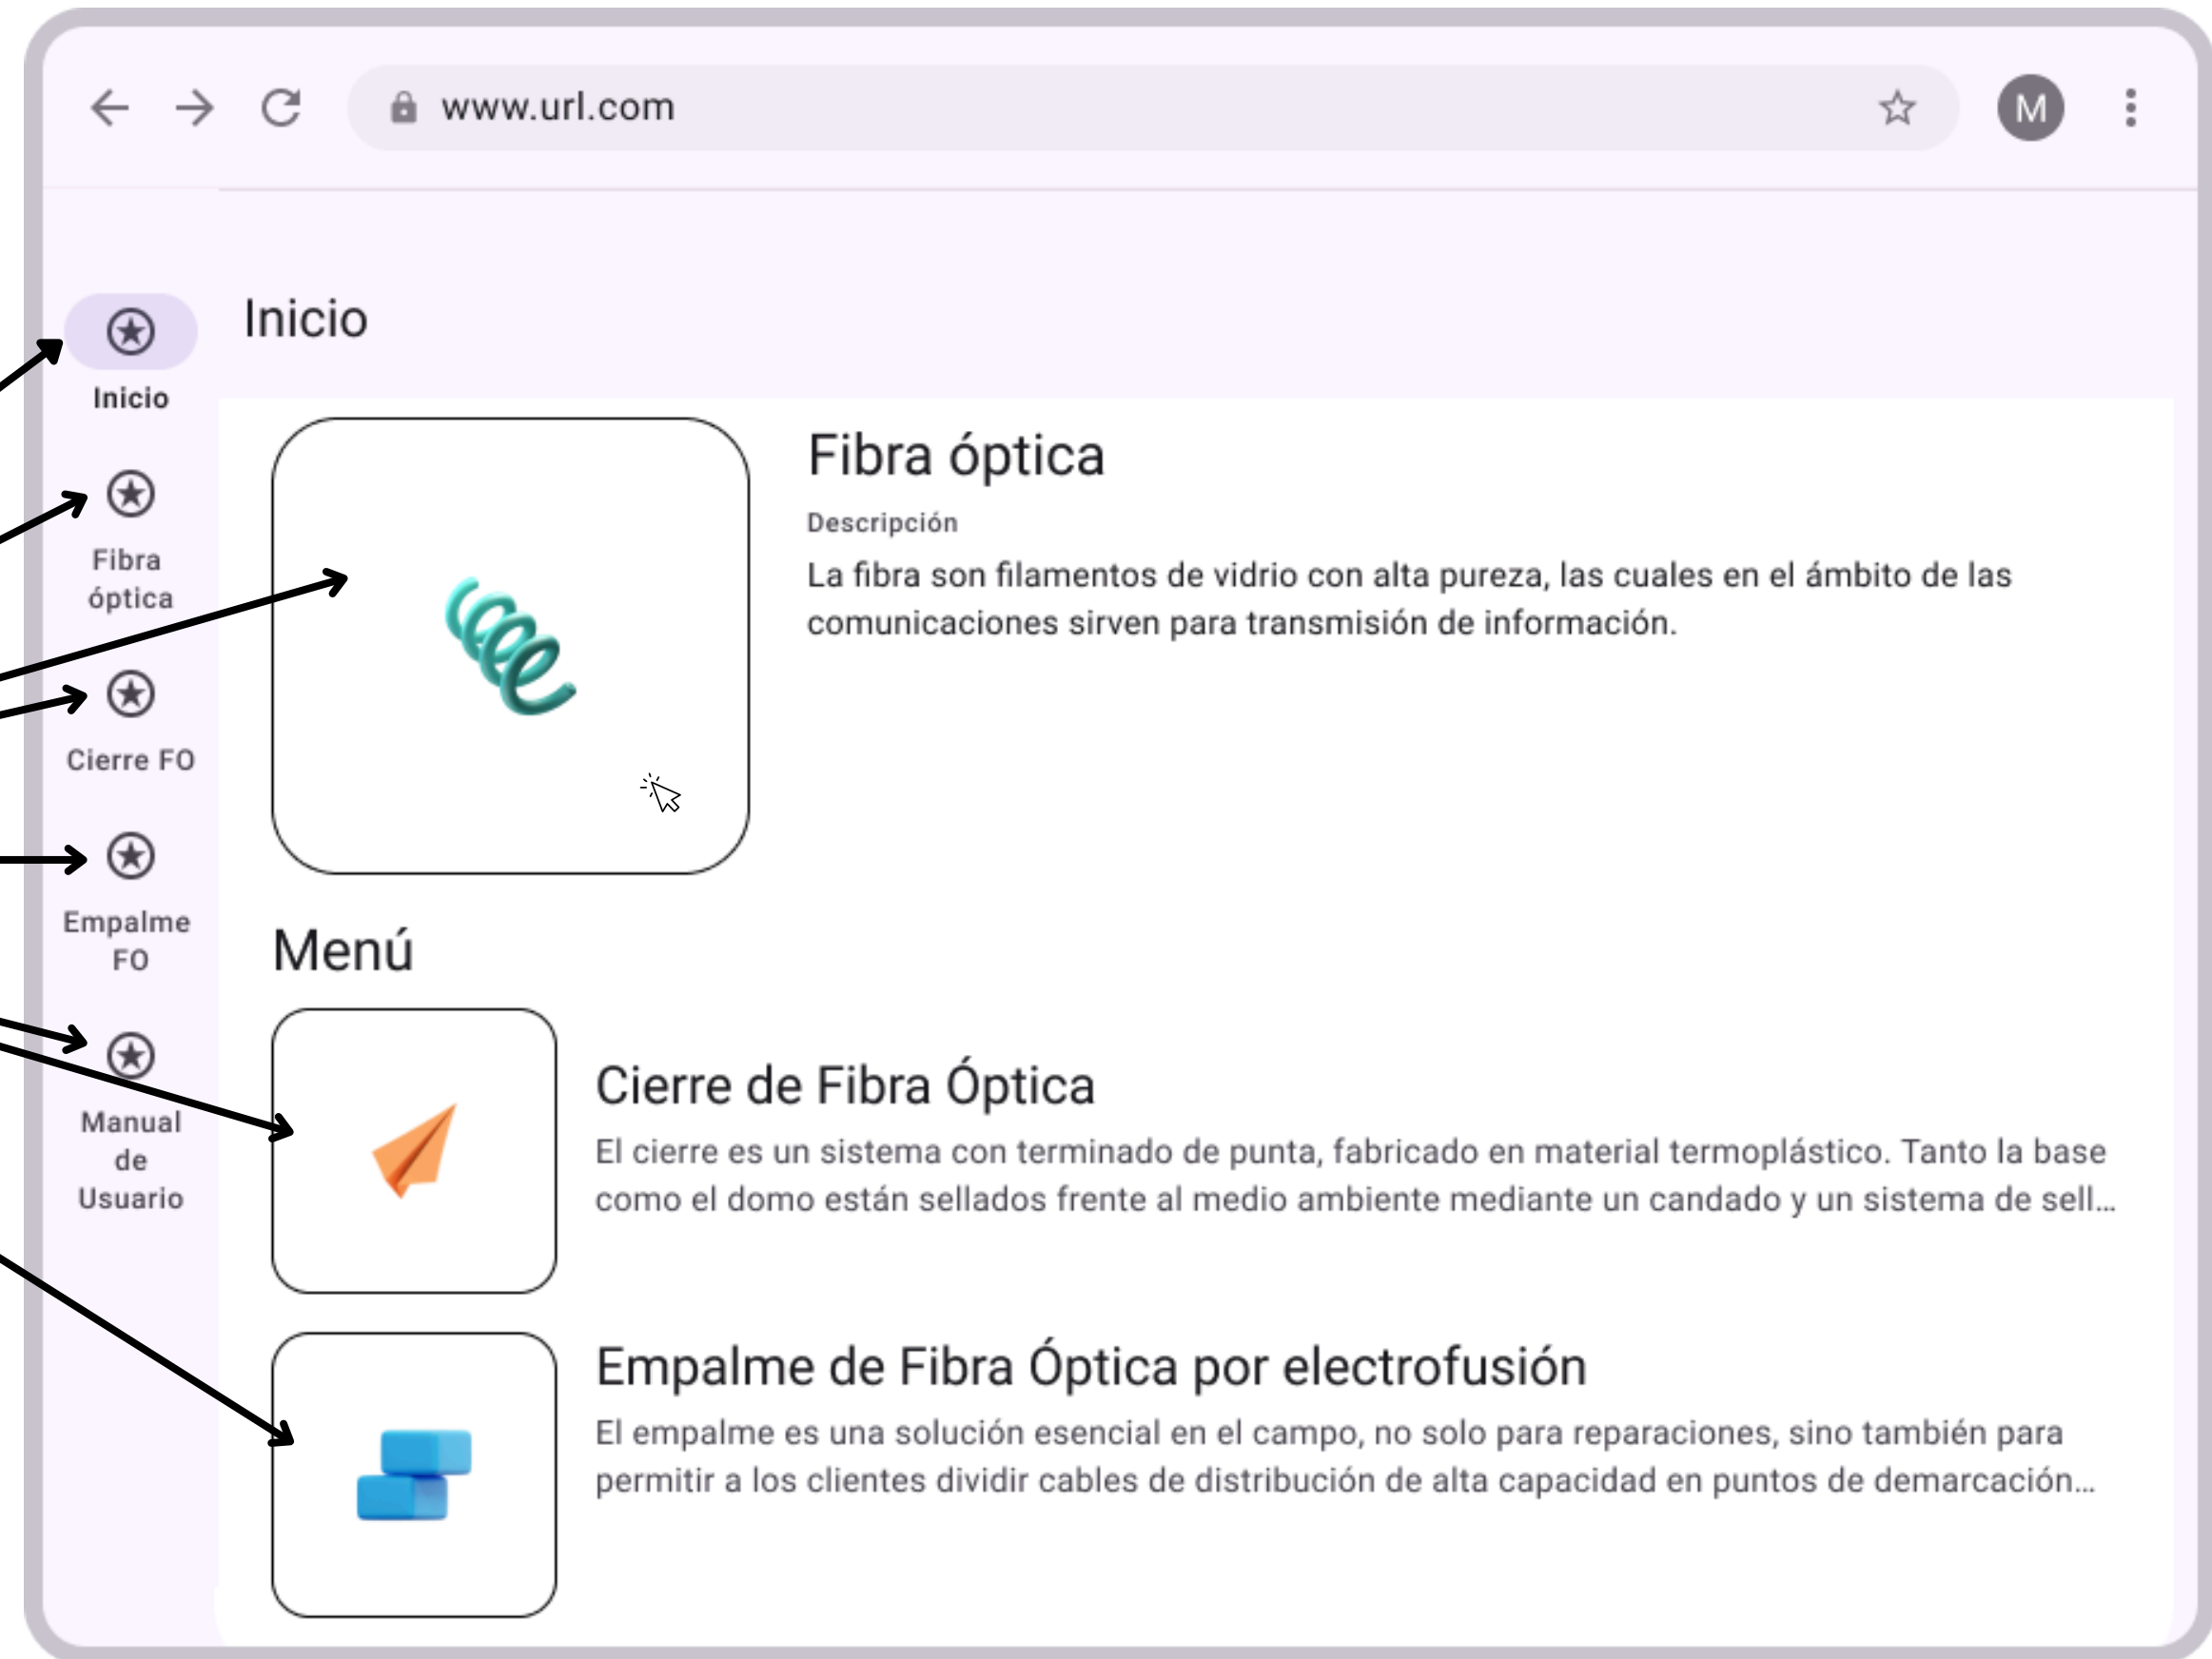 www.url.com
M
Inicio
Inicio
Fibra
óptica
Cierre FO
Empalme
FO
Manual
de
Usuario
Fibra óptica
Descripción
La fibra son filamentos de vidrio con alta pureza, las cuales en el ámbito de las
comunicaciones sirven para transmisión de información.
Menú
Cierre de Fibra Óptica
El cierre es un sistema con terminado de punta, fabricado en material termoplástico. Tanto la base
como el domo están sellados frente al medio ambiente mediante un candado y un sistema de sell...
Empalme de Fibra Óptica por electrofusión
El empalme es una solución esencial en el campo, no solo para reparaciones, sino también para
permitir a los clientes dividir cables de distribución de alta capacidad en puntos de demarcación...